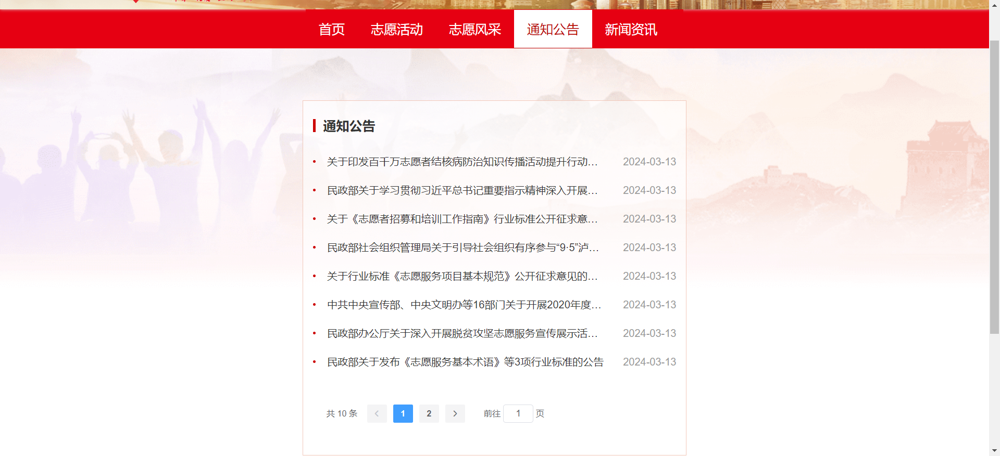 首页 志愿活动 志愿风采 通知公告 新闻资讯
通知公告
关于印发百千万志愿者结核病防治知识传播活动提升行动... 2024-03-13
民政部关于学习贯彻习近平总书记重要指示精神深入开展... 2024-03-13
关于《志愿者招募和培训工作指南》行业标准公开征求意... 2024-03-13
民政部社会组织管理局关于引导社会组织有序参与“9·5”泸... 2024-03-13
关于行业标准《志愿服务项目基本规范》公开征求意见的... 2024-03-13
中共中央宣传部、中央文明办等16部门关于开展2020年度... 2024-03-13
民政部办公厅关于深入开展脱贫攻坚志愿服务宣传展示活... 2024-03-13
民政部关于发布《志愿服务基本术语》等3项行业标准的公告 2024-03-13
共 10 条 1 2 前往 1 页